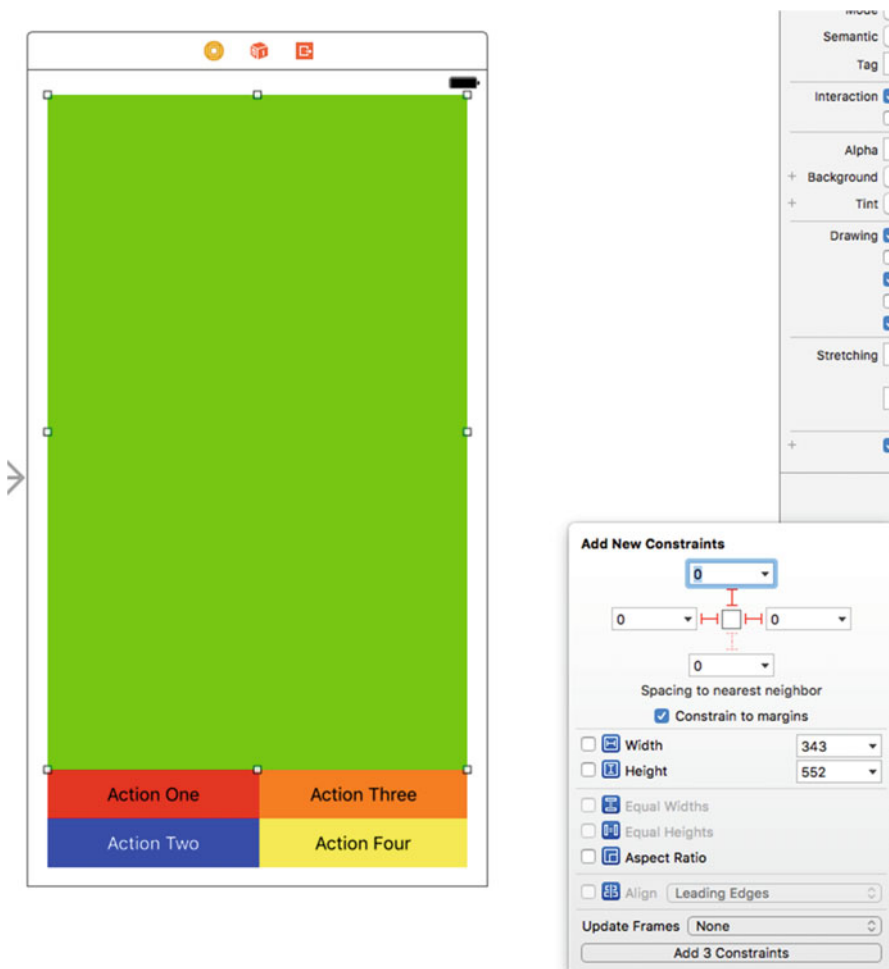 Mode
Semantic
Tag
Interaction
Alpha
+ Background
+ Tint
Drawing
Stretching
+
Action One
Action Three
Action Two
Action Four
Add New Constraints
0
0
0
0
Spacing to nearest neighbor
Constrain to margins
Width 343
Height 552
Equal Widths
Equal Heights
Aspect Ratio
Align Leading Edges
Update Frames None
Add 3 Constraints